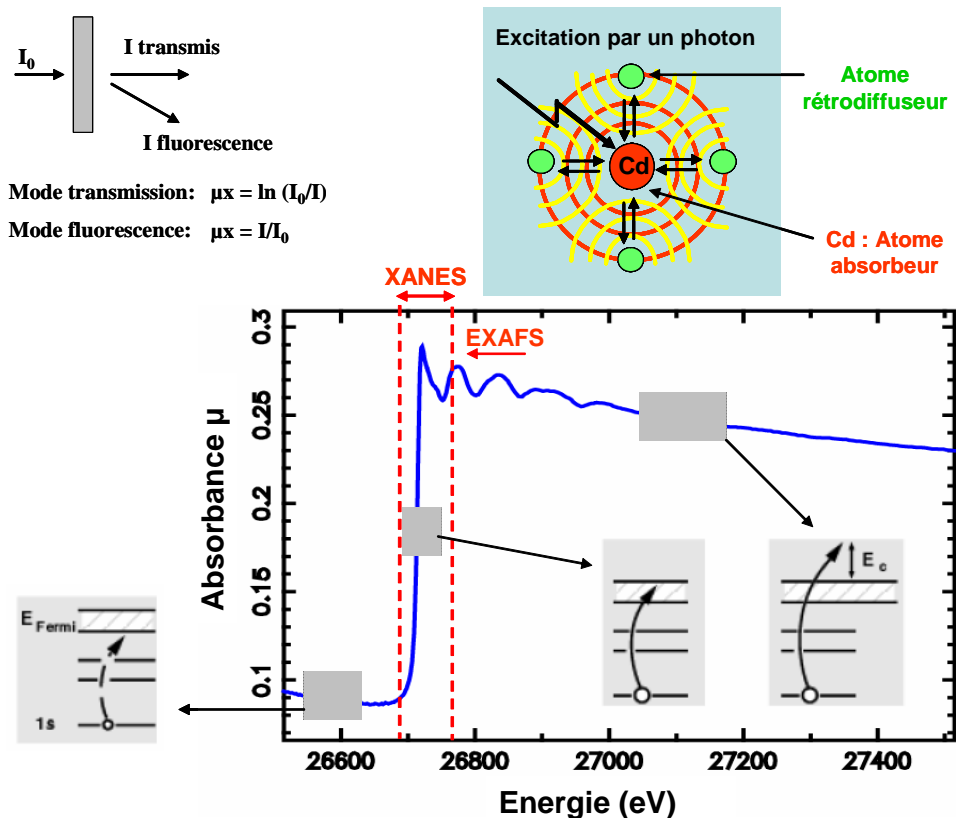 I₀
I transmis
I fluorescence
Mode transmission: µx = ln (I₀/I)
Mode fluorescence: µx = I/I₀
Excitation par un photon
Cd
Atome
rétrodiffuseur
Cd : Atome
absorbeur
XANES
EXAFS
Absorbance µ
0.3
0.25
0.2
0.15
0.1
E Fermi
1s
E c
26600
26800
27000
27200
27400
Energie (eV)